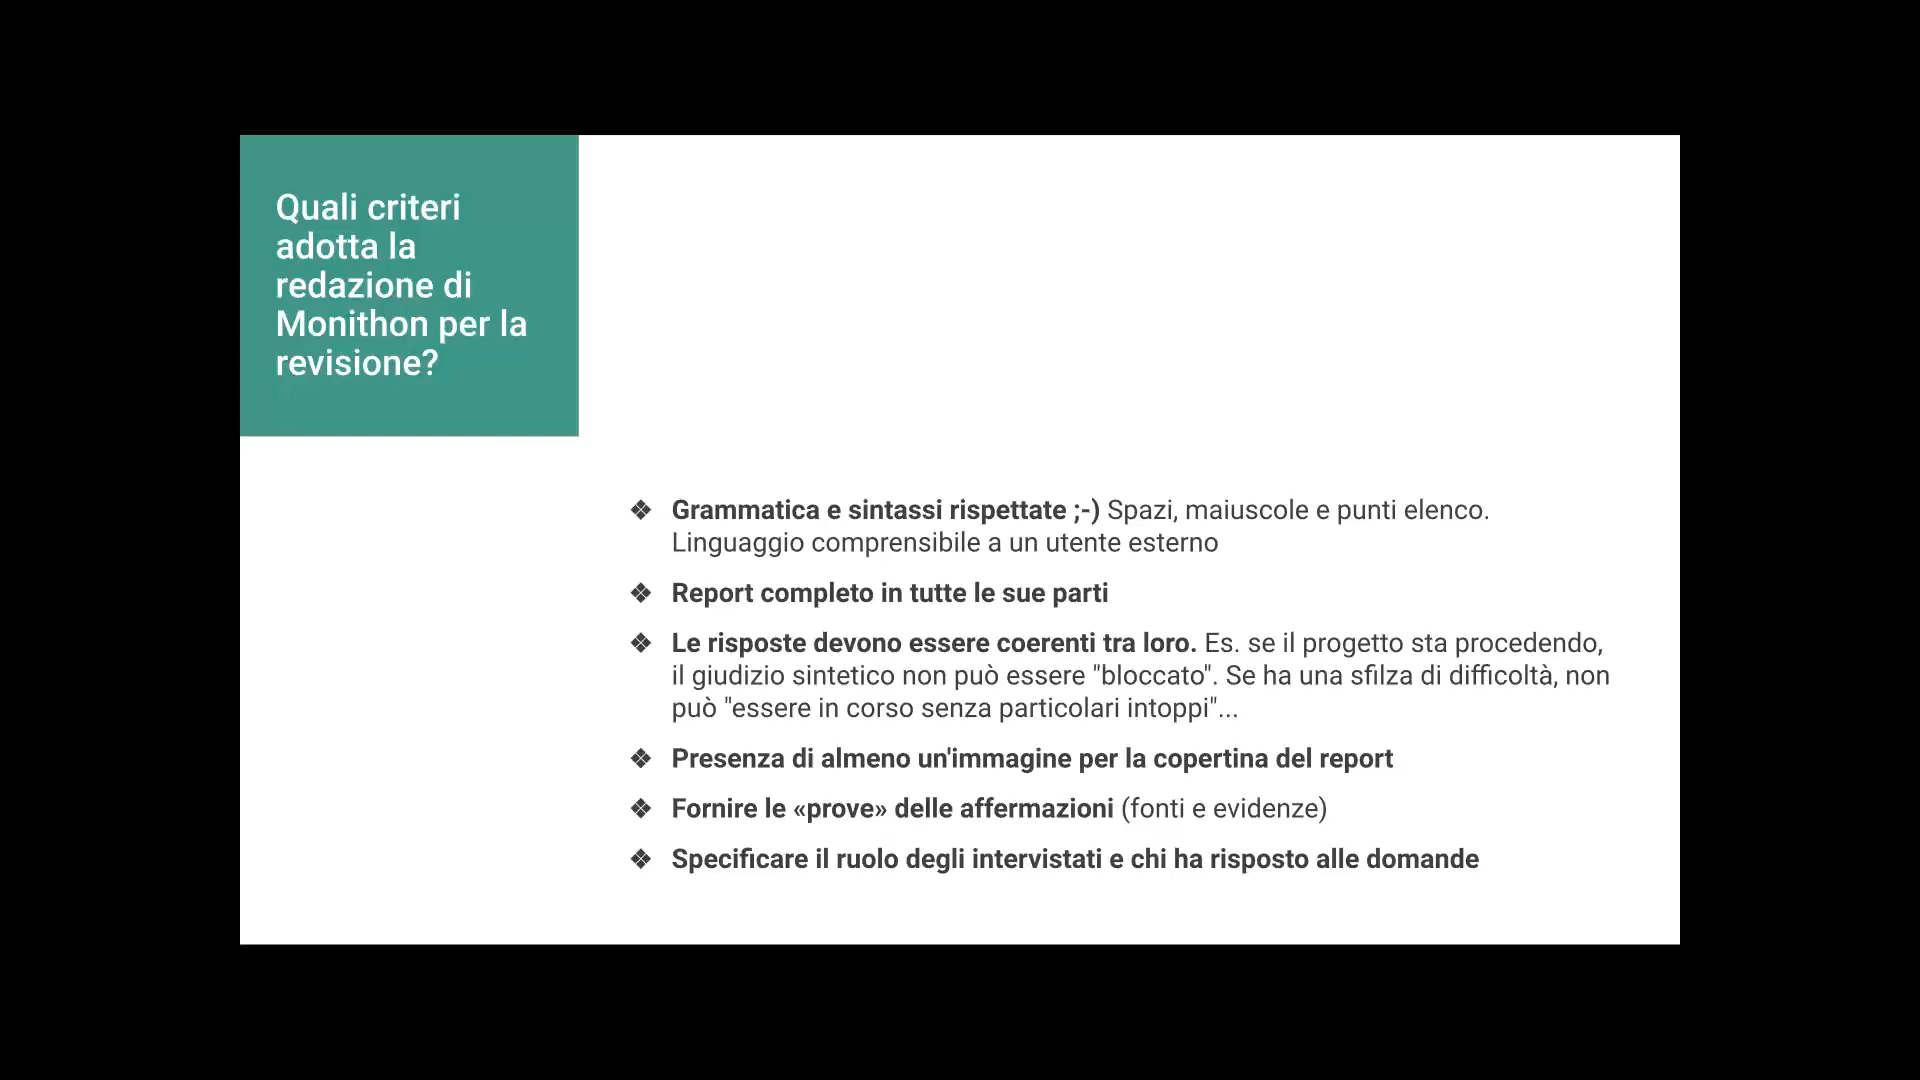 Quali criteri
adotta la
redazione di
Monithon per la
revisione?
❖ Grammatica e sintassi rispettate ;-) Spazi, maiuscole e punti elenco.
Linguaggio comprensibile a un utente esterno
❖ Report completo in tutte le sue parti
❖ Le risposte devono essere coerenti tra loro. Es. se il progetto sta procedendo,
il giudizio sintetico non può essere "bloccato". Se ha una sfilza di difficoltà, non
può "essere in corso senza particolari intoppi"...
❖ Presenza di almeno un'immagine per la copertina del report
❖ Fornire le «prove» delle affermazioni (fonti e evidenze)
❖ Specificare il ruolo degli intervistati e chi ha risposto alle domande